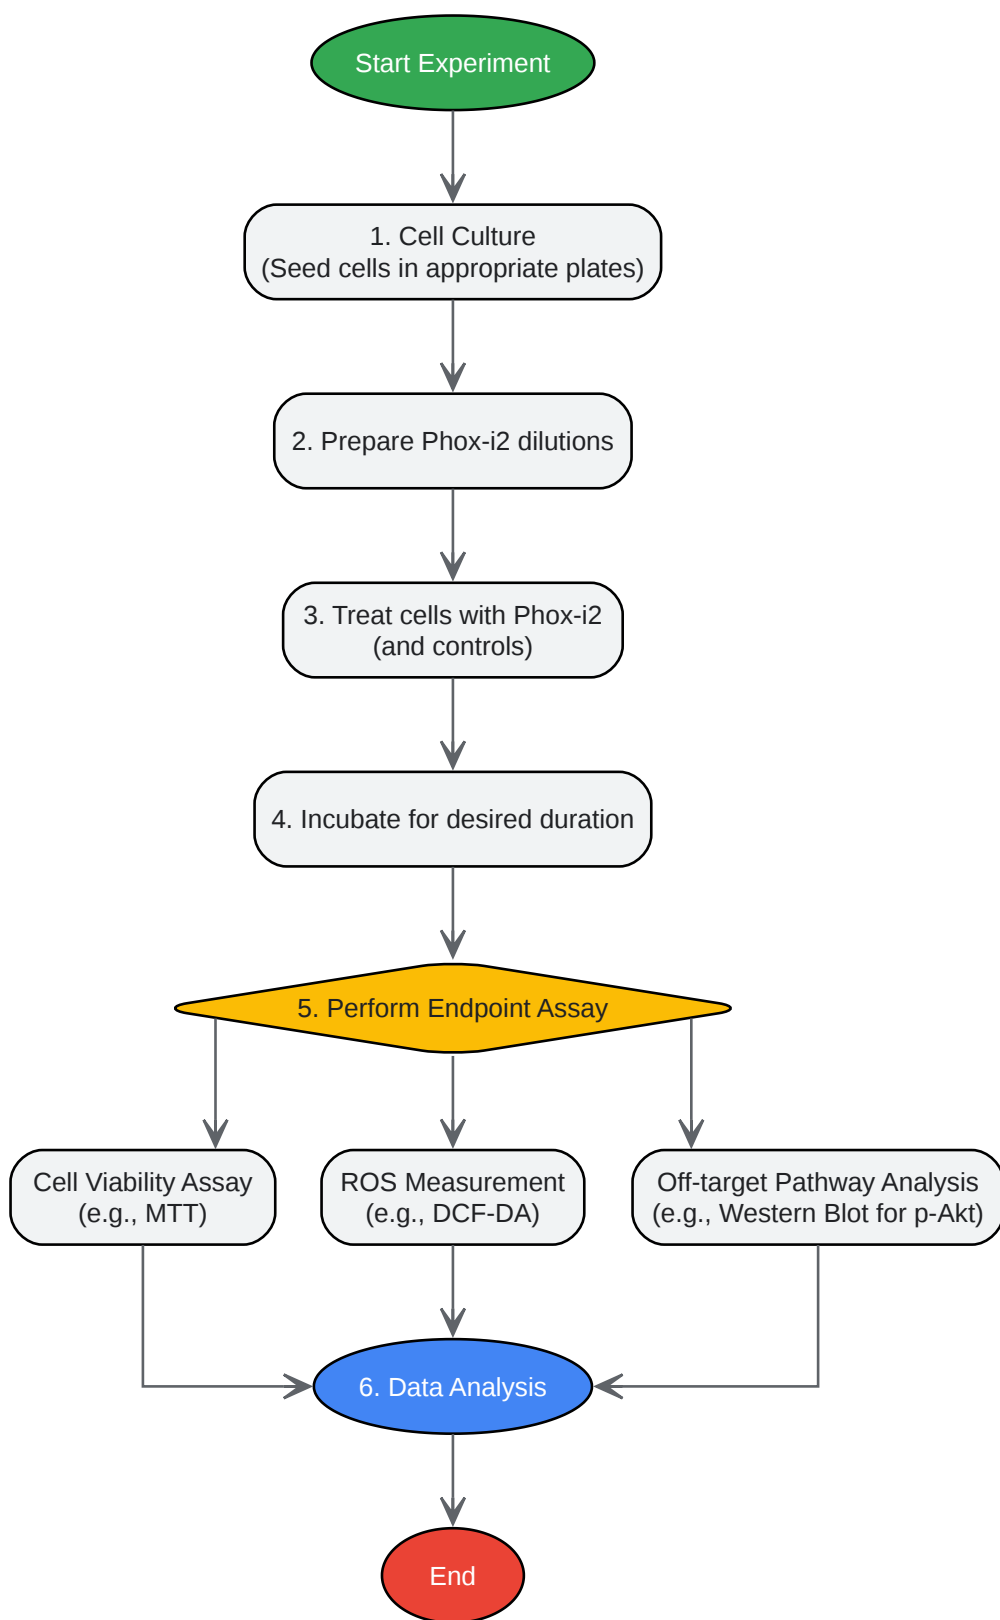 Start Experiment
1. Cell Culture
(Seed cells in appropriate plates)
2. Prepare Phox-i2 dilutions
3. Treat cells with Phox-i2
(and controls)
4. Incubate for desired duration
5. Perform Endpoint Assay
Cell Viability Assay
(e.g., MTT)
ROS Measurement
(e.g., DCF-DA)
Off-target Pathway Analysis
(e.g., Western Blot for p-Akt)
6. Data Analysis
End